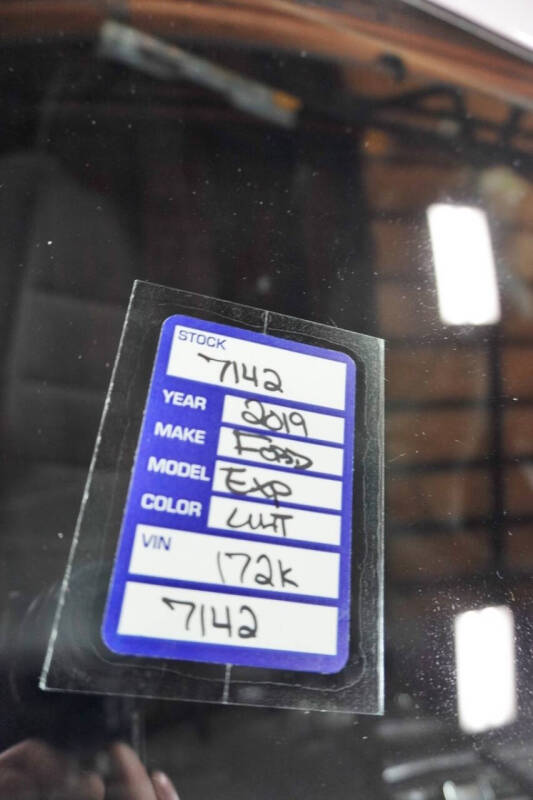 STOCK
7142
YEAR 2019
MAKE FORD
MODEL EXP
COLOR WHT
VIN
172K
7142